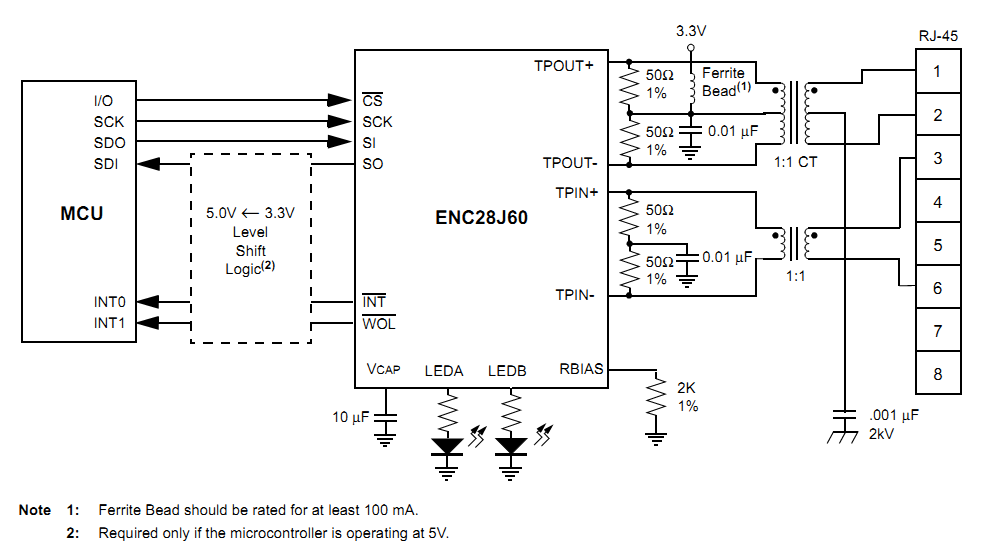 3.3V
RJ-45
TPOUT+
50Ω
1%
Ferrite
Bead(1)
1
I/O
CS
SCK
SCK
2
50Ω
1%
0.01 µF
SDO
SI
SDI
SO
TPOUT-
1:1 CT
3
TPIN+
4
MCU
5.0V ← 3.3V
Level
Shift
Logic(2)
ENC28J60
50Ω
1%
5
50Ω
1%
0.01 µF
1:1
6
INT0
INT
TPIN-
INT1
WOL
7
VCAP
LEDA
LEDB
RBIAS
8
2K
1%
10 µF
.001 µF
2kV
Note 1: Ferrite Bead should be rated for at least 100 mA.
2: Required only if the microcontroller is operating at 5V.